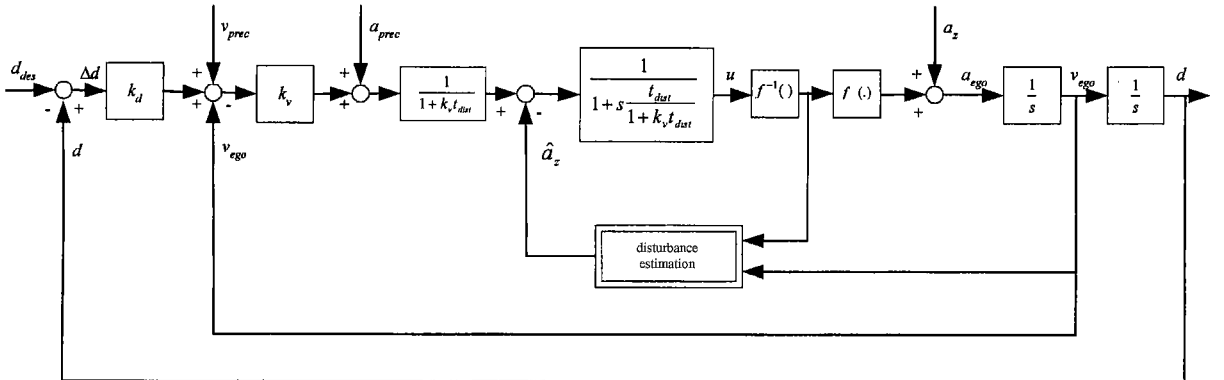 v_prec
a_prec
a_z
d_des
Δd
-
+
k_d
+
+
-
k_v
+
+
1
1 + k_v t_dist
+
-
1
1 + s t_dist
1 + k_v t_dist
u
f⁻¹()
f (.)
+
+
a_ego
1
s
v_ego
1
s
d
d
v_ego
â_z
disturbance
estimation